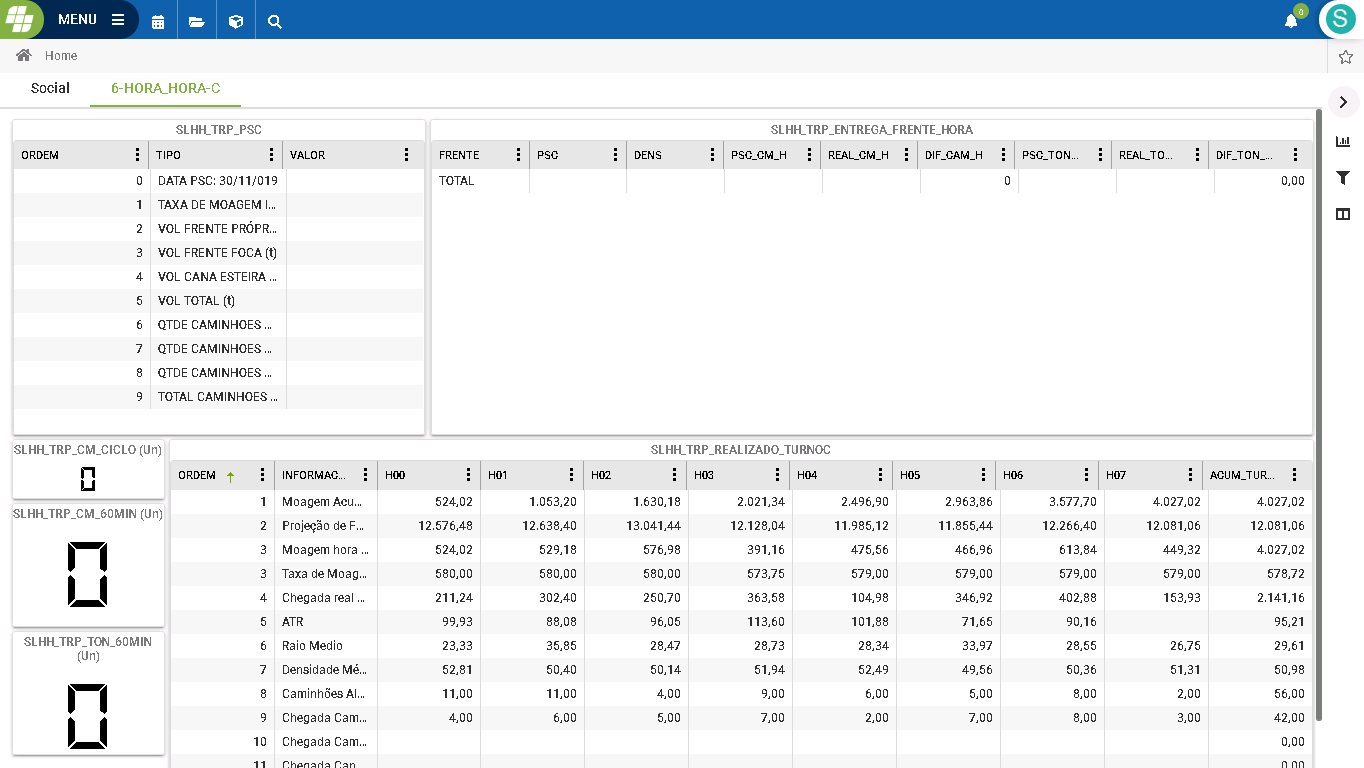 MENU
0
S
Home
Social 6-HORA_HORA-C
SLHH_TRP_PSC
ORDEM TIPO VALOR
0 DATA PSC: 30/11/019
1 TAXA DE MOAGEM I...
2 VOL FRENTE PRÓPR...
3 VOL FRENTE FOCA (t)
4 VOL CANA ESTEIRA ...
5 VOL TOTAL (t)
6 QTDE CAMINHOES ...
7 QTDE CAMINHOES ...
8 QTDE CAMINHOES ...
9 TOTAL CAMINHOES ...
SLHH_TRP_ENTREGA_FRENTE_HORA
FRENTE PSC DENS PSC_CM_H REAL_CM_H DIF_CAM_H PSC_TON... REAL_TO... DIF_TON_...
TOTAL 0 0,00
SLHH_TRP_CM_CICLO (Un)
0
SLHH_TRP_CM_60MIN (Un)
0
SLHH_TRP_TON_60MIN
(Un)
0
SLHH_TRP_REALIZADO_TURNOC
ORDEM INFORMAC... H00 H01 H02 H03 H04 H05 H06 H07 ACUM_TUR...
1 Moagem Acu... 524,02 1.053,20 1.630,18 2.021,34 2.496,90 2.963,86 3.577,70 4.027,02 4.027,02
2 Projeção de F... 12.576,48 12.638,40 13.041,44 12.128,04 11.985,12 11.855,44 12.266,40 12.081,06 12.081,06
3 Moagem hora ... 524,02 529,18 576,98 391,16 475,56 466,96 613,84 449,32 4.027,02
3 Taxa de Moag... 580,00 580,00 580,00 573,75 579,00 579,00 579,00 579,00 578,72
4 Chegada real ... 211,24 302,40 250,70 363,58 104,98 346,92 402,88 153,93 2.141,16
5 ATR 99,93 88,08 96,05 113,60 101,88 71,65 90,16 95,21
6 Raio Medio 23,33 35,85 28,47 28,73 28,34 33,97 28,55 26,75 29,61
7 Densidade Mé... 52,81 50,40 50,14 51,94 52,49 49,56 50,36 51,31 50,98
8 Caminhões Al... 11,00 11,00 4,00 9,00 6,00 5,00 8,00 2,00 56,00
9 Chegada Cam... 4,00 6,00 5,00 7,00 2,00 7,00 8,00 3,00 42,00
10 Chegada Cam... 0,00
11 Chegada Can... 0,00